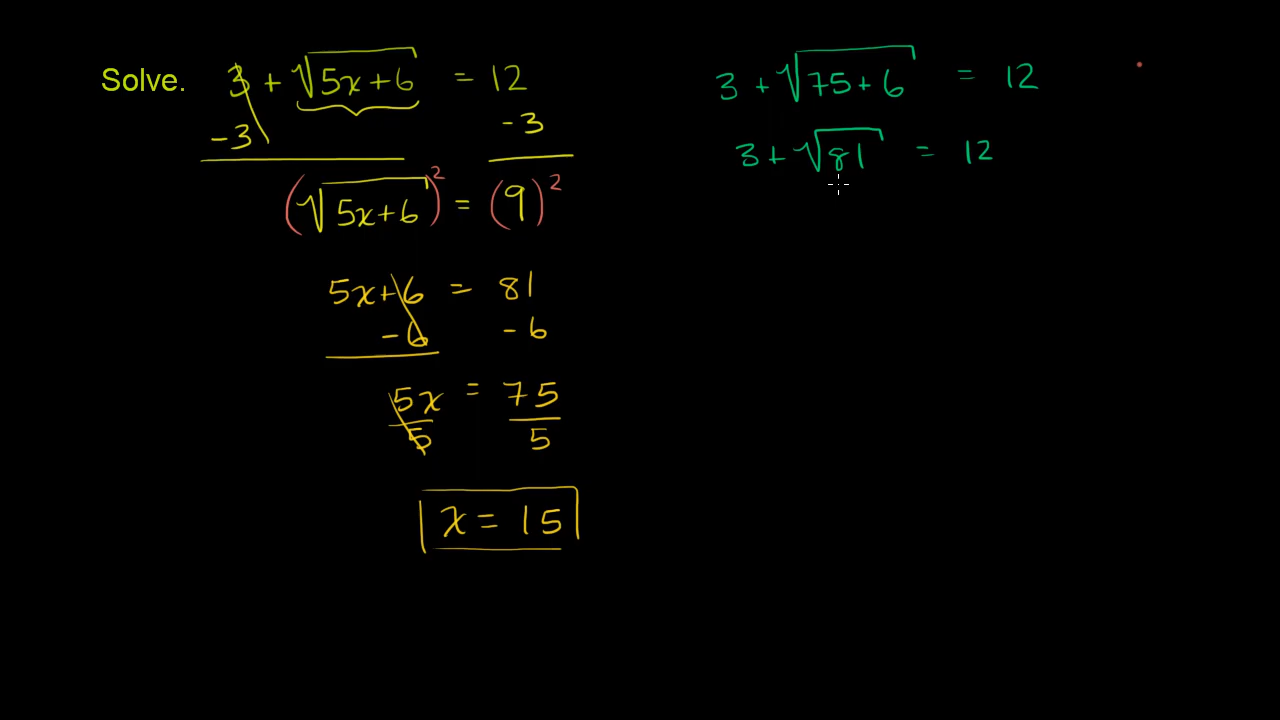 Solve. 3 + √5x+6 = 12
-3 -3
(√5x+6)² = (9)²
5x+6 = 81
-6 -6
5x = 75
5 5
x = 15
3 + √75+6 = 12
3 + √81 = 12